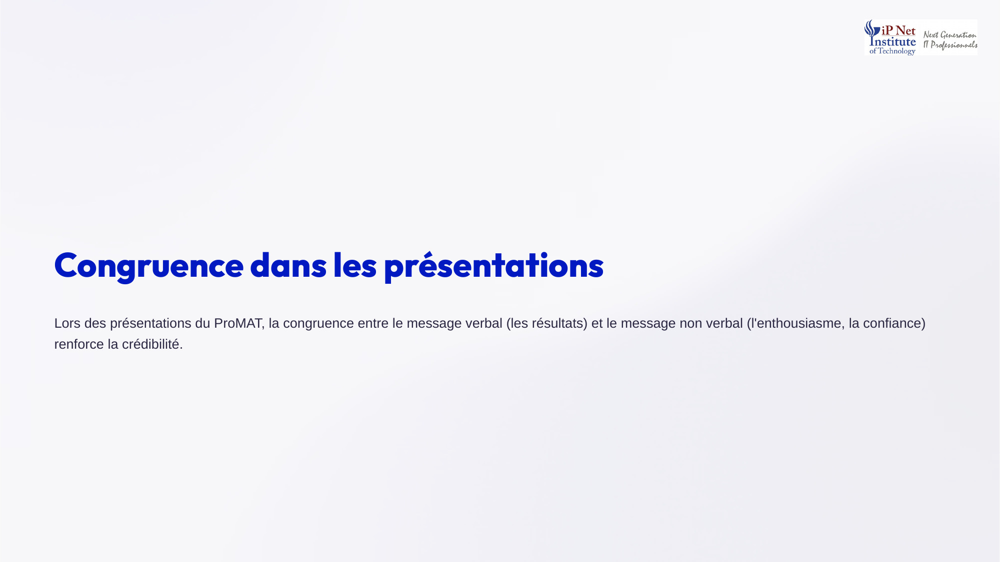 iP Net
Institute
of Technology
Next Generation
IT Professionnels
Congruence dans les présentations
Lors des présentations du ProMAT, la congruence entre le message verbal (les résultats) et le message non verbal (l'enthousiasme, la confiance)
renforce la crédibilité.